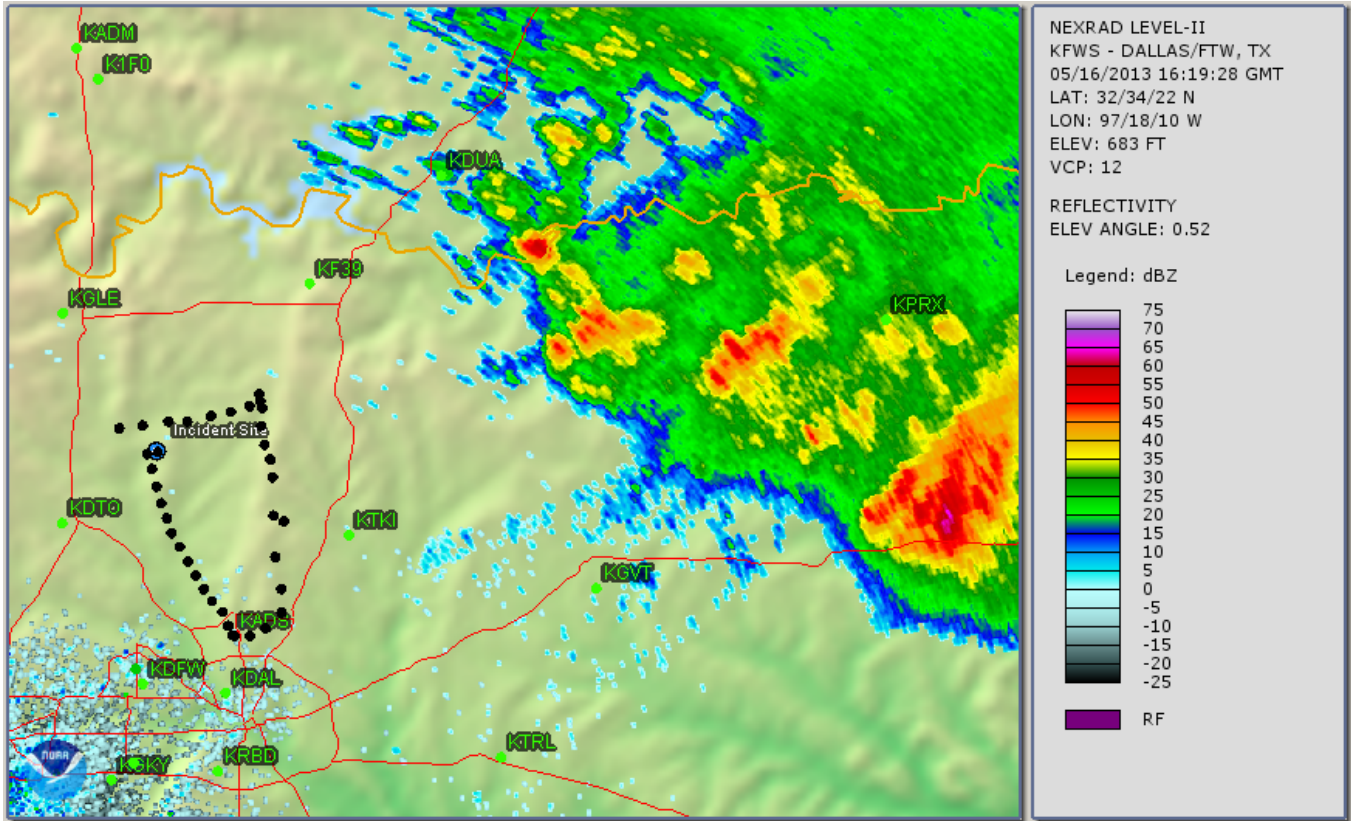 KADM
K1F0
KDUA
KF39
KGLE
KPRX
Incident Site
KDTO
KTKI
KGVT
KADS
KDFW
KDAL
KTRL
KRBD
KGKY
NOAA
NEXRAD LEVEL-II
KFWS - DALLAS/FTW, TX
05/16/2013 16:19:28 GMT
LAT: 32/34/22 N
LON: 97/18/10 W
ELEV: 683 FT
VCP: 12
REFLECTIVITY
ELEV ANGLE: 0.52
Legend: dBZ
75
70
65
60
55
50
45
40
35
30
25
20
15
10
5
0
-5
-10
-15
-20
-25
RF